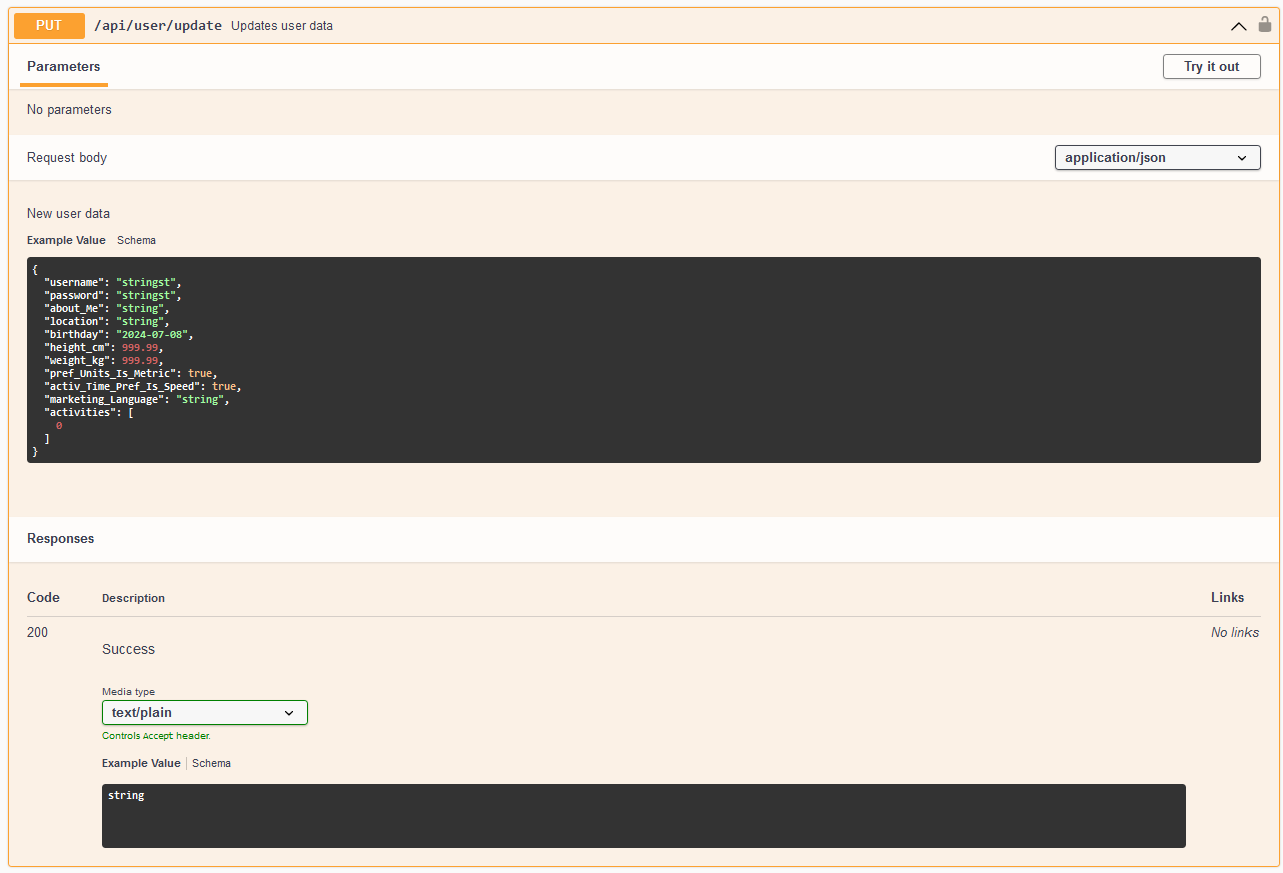 PUT /api/user/update Updates user data
Parameters
Try it out
No parameters
Request body
application/json
New user data
Example Value Schema
{
  "username": "stringst",
  "password": "stringst",
  "about_Me": "string",
  "location": "string",
  "birthday": "2024-07-08",
  "height_cm": 999.99,
  "weight_kg": 999.99,
  "pref_Units_Is_Metric": true,
  "activ_Time_Pref_Is_Speed": true,
  "marketing_Language": "string",
  "activities": [
    0
  ]
}
Responses
Code Description Links
200 No links
Success
Media type
text/plain
Controls Accept header.
Example Value Schema
string